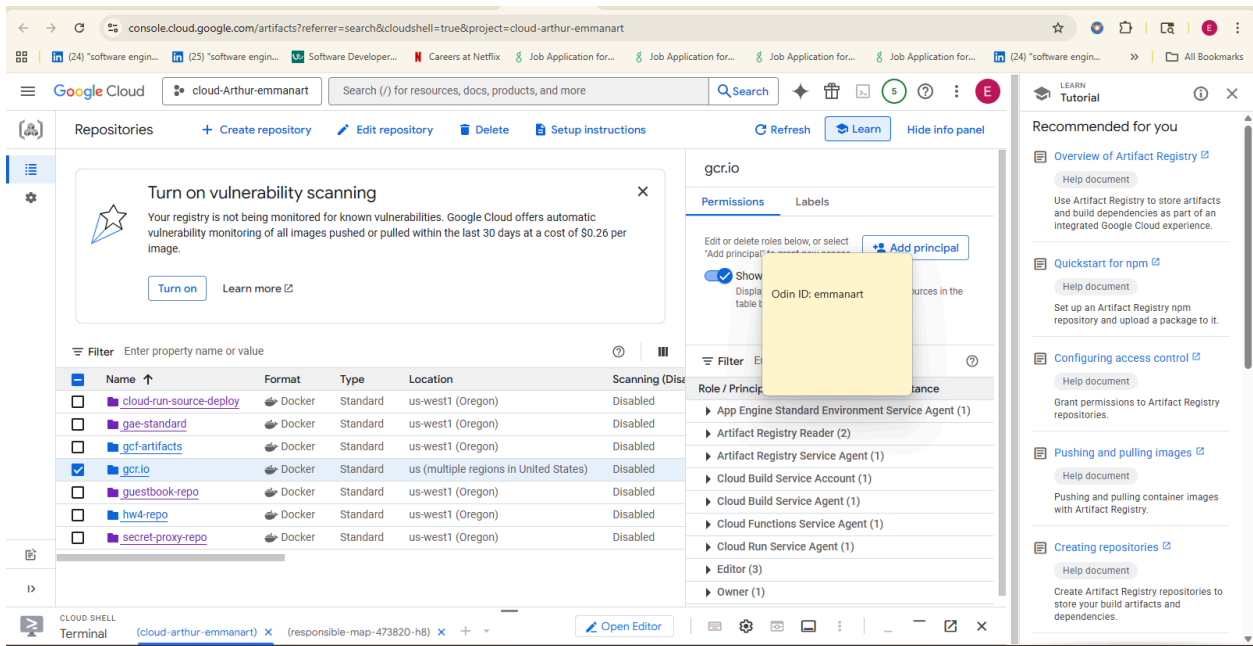 console.cloud.google.com/artifacts?referrer=search&cloudshell=true&project=cloud-arthur-emmanart
E
(24) "software engin...
(25) "software engin...
Software Developer...
Careers at Netflix
Job Application for...
Job Application for...
Job Application for...
Job Application for...
(24) "software engin...
»
All Bookmarks
Google Cloud
cloud-Arthur-emmanart
Search (/) for resources, docs, products, and more
Search
5
E
LEARN
Tutorial
Repositories
+ Create repository
Edit repository
Delete
Setup instructions
Refresh
Learn
Hide info panel
Turn on vulnerability scanning
Your registry is not being monitored for known vulnerabilities. Google Cloud offers automatic
vulnerability monitoring of all images pushed or pulled within the last 30 days at a cost of $0.26 per
image.
Turn on
Learn more
Filter Enter property name or value
Name Format Type Location Scanning (Disa
cloud-run-source-deploy Docker Standard us-west1 (Oregon) Disabled
gae-standard Docker Standard us-west1 (Oregon) Disabled
gcf-artifacts Docker Standard us-west1 (Oregon) Disabled
gcr.io Docker Standard us (multiple regions in United States) Disabled
guestbook-repo Docker Standard us-west1 (Oregon) Disabled
hw4-repo Docker Standard us-west1 (Oregon) Disabled
secret-proxy-repo Docker Standard us-west1 (Oregon) Disabled
gcr.io
Permissions
Labels
Edit or delete roles below, or select
"Add principal" to grant new access
Add principal
Show
Displa
urces in the
table b
Odin ID: emmanart
Filter
Role / Princip
tance
App Engine Standard Environment Service Agent (1)
Artifact Registry Reader (2)
Artifact Registry Service Agent (1)
Cloud Build Service Account (1)
Cloud Build Service Agent (1)
Cloud Functions Service Agent (1)
Cloud Run Service Agent (1)
Editor (3)
Owner (1)
Recommended for you
Overview of Artifact Registry
Help document
Use Artifact Registry to store artifacts
and build dependencies as part of an
integrated Google Cloud experience.
Quickstart for npm
Help document
Set up an Artifact Registry npm
repository and upload a package to it.
Configuring access control
Help document
Grant permissions to Artifact Registry
repositories.
Pushing and pulling images
Help document
Pushing and pulling container images
with Artifact Registry.
Creating repositories
Help document
Create Artifact Registry repositories to
store your build artifacts and
dependencies.
CLOUD SHELL
Terminal
(cloud-arthur-emmanart)
(responsible-map-473820-h8)
Open Editor